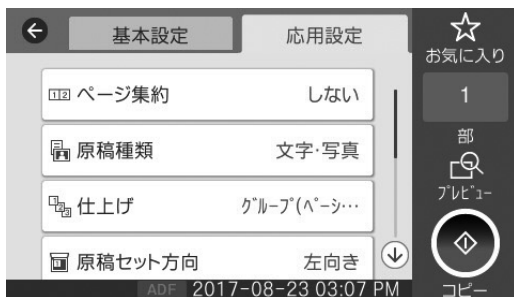 基本設定
応用設定
お気に入り
ページ集約 しない
1
部
原稿種類 文字･写真
プﾚﾋﾞｭｰ
仕上げ ｸﾞﾙｰﾌﾟ(ﾍﾟｰｼ…
原稿セット方向 左向き
ADF 2017-08-23 03:07 PM
コピー